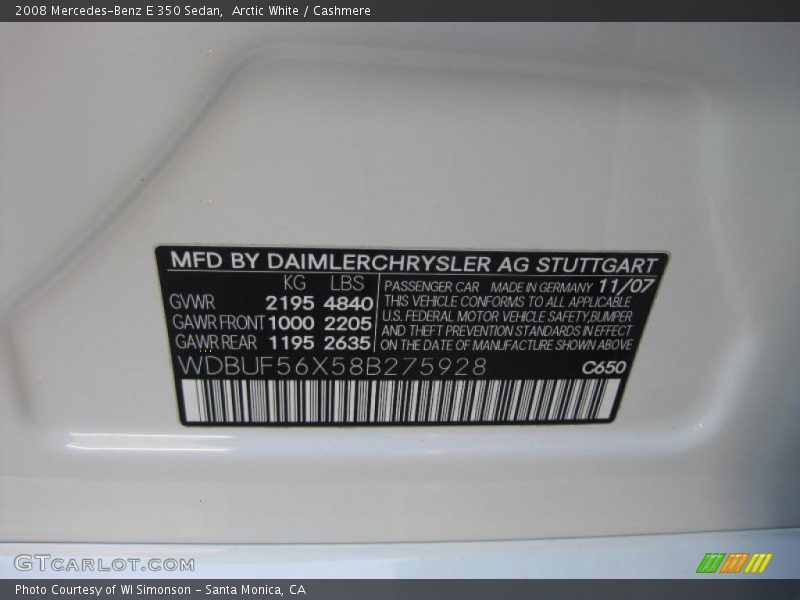 2008 Mercedes-Benz E 350 Sedan,  Arctic White / Cashmere
MFD BY DAIMLERCHRYSLER AG STUTTGART
KG LBS
GVWR 2195 4840
GAWR FRONT 1000 2205
GAWR REAR 1195 2635
PASSENGER CAR MADE IN GERMANY 11/07
THIS VEHICLE CONFORMS TO ALL APPLICABLE
U.S. FEDERAL MOTOR VEHICLE SAFETY,BUMPER
AND THEFT PREVENTION STANDARDS IN EFFECT
ON THE DATE OF MANUFACTURE SHOWN ABOVE
WDBUF56X58B275928 C650
GTCARLOT.COM
Photo Courtesy of WI Simonson - Santa Monica, CA